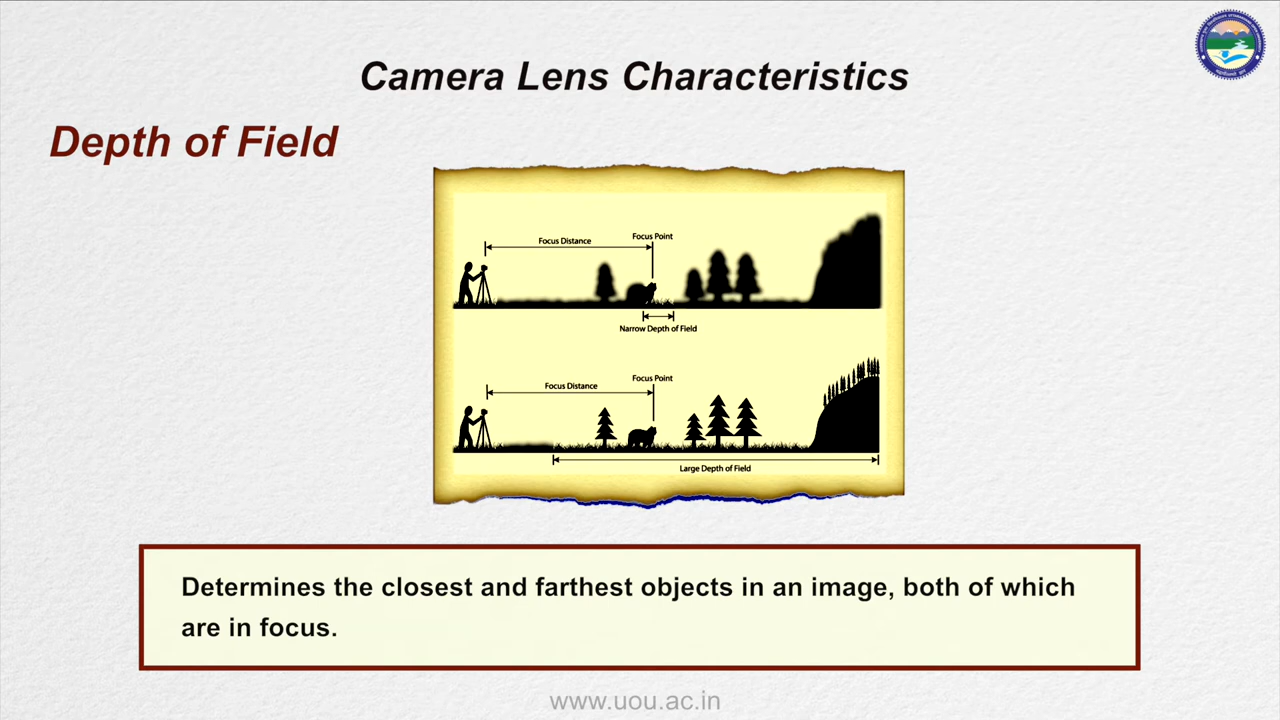 Camera Lens Characteristics
Depth of Field
Focus Point
Focus Distance
Narrow Depth of Field
Focus Point
Focus Distance
Large Depth of Field
Determines the closest and farthest objects in an image, both of which
are in focus.
www.uou.ac.in